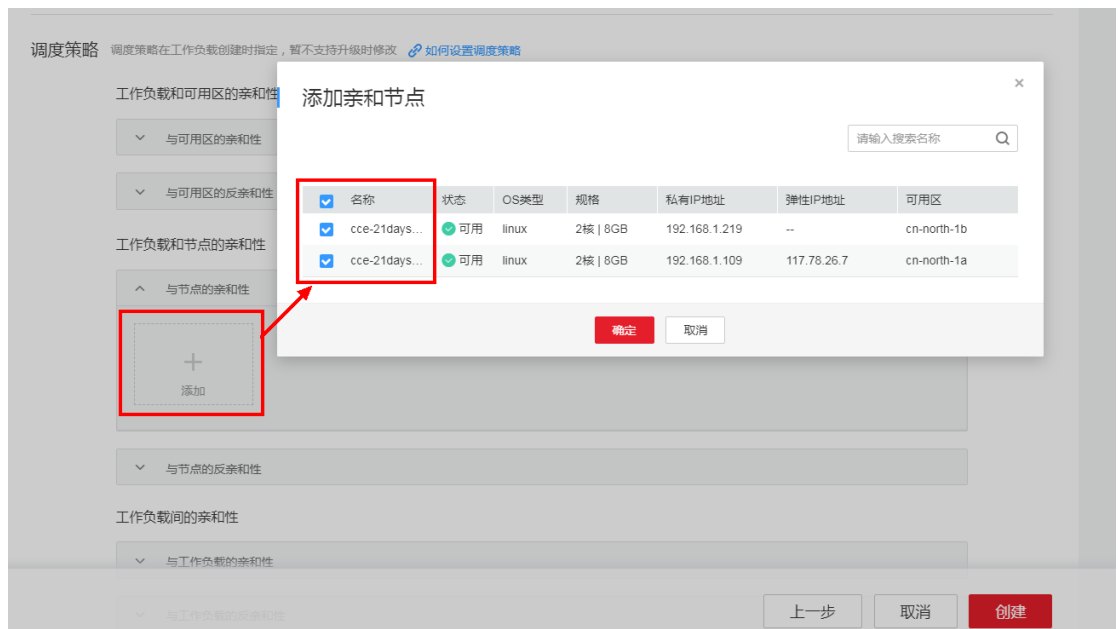 调度策略 调度策略在工作负载创建时指定，暂不支持升级时修改 如何设置调度策略
工作负载和可用区的亲和性
与可用区的亲和性
与可用区的反亲和性
工作负载和节点的亲和性
与节点的亲和性
添加
添加亲和节点
×
请输入搜索名称
名称 状态 OS类型 规格 私有IP地址 弹性IP地址 可用区
cce-21days... 可用 linux 2核 | 8GB 192.168.1.219 -- cn-north-1b
cce-21days... 可用 linux 2核 | 8GB 192.168.1.109 117.78.26.7 cn-north-1a
确定 取消
与节点的反亲和性
工作负载间的亲和性
与工作负载的亲和性
与工作负载的反亲和性
上一步 取消 创建